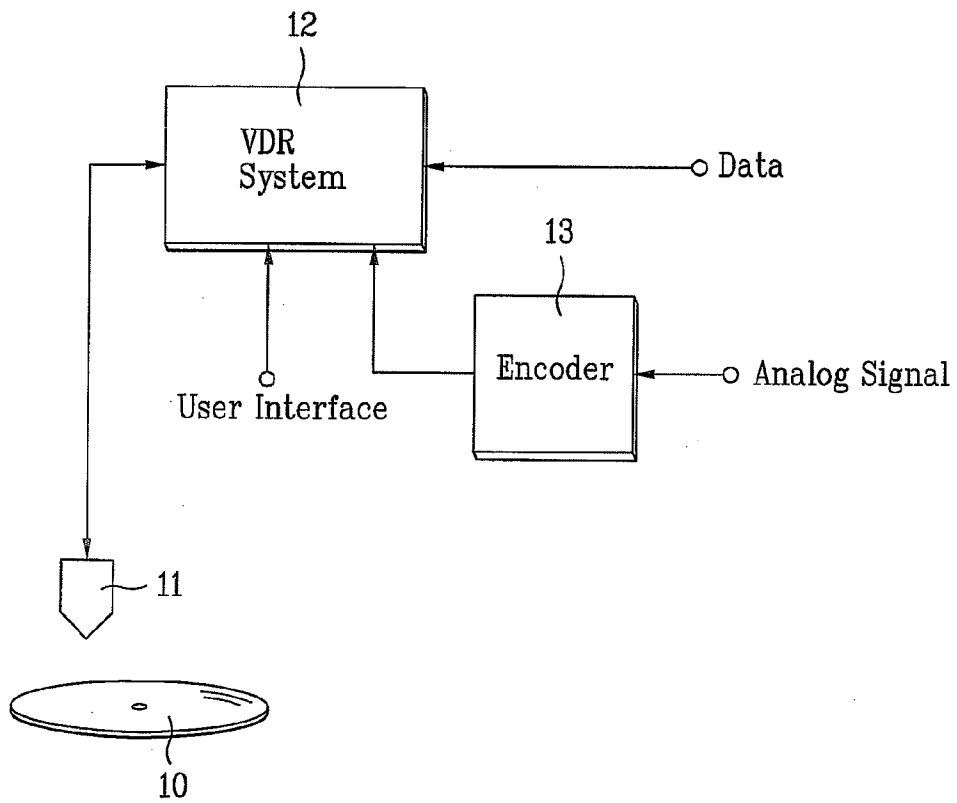 12
VDR
System
Data
13
Encoder
Analog Signal
User Interface
11
10